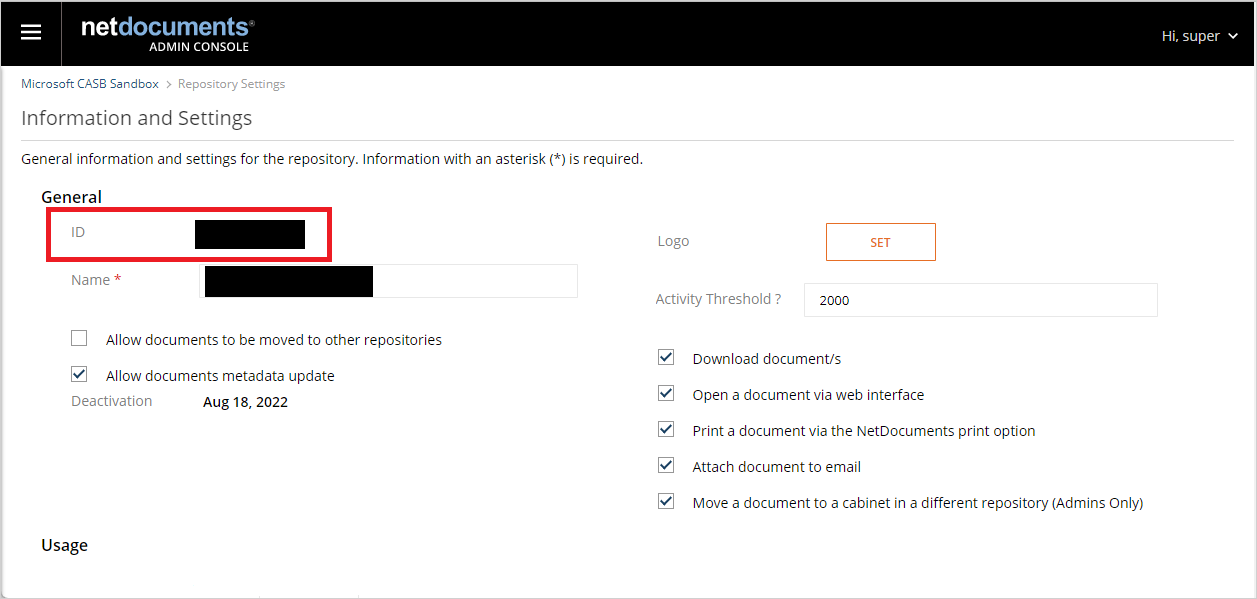 netdocuments®
ADMIN CONSOLE
Hi, super
Microsoft CASB Sandbox > Repository Settings
Information and Settings
General information and settings for the repository. Information with an asterisk (*) is required.
General
ID
Name *
Allow documents to be moved to other repositories
Allow documents metadata update
Deactivation Aug 18, 2022
Logo SET
Activity Threshold ? 2000
Download document/s
Open a document via web interface
Print a document via the NetDocuments print option
Attach document to email
Move a document to a cabinet in a different repository (Admins Only)
Usage